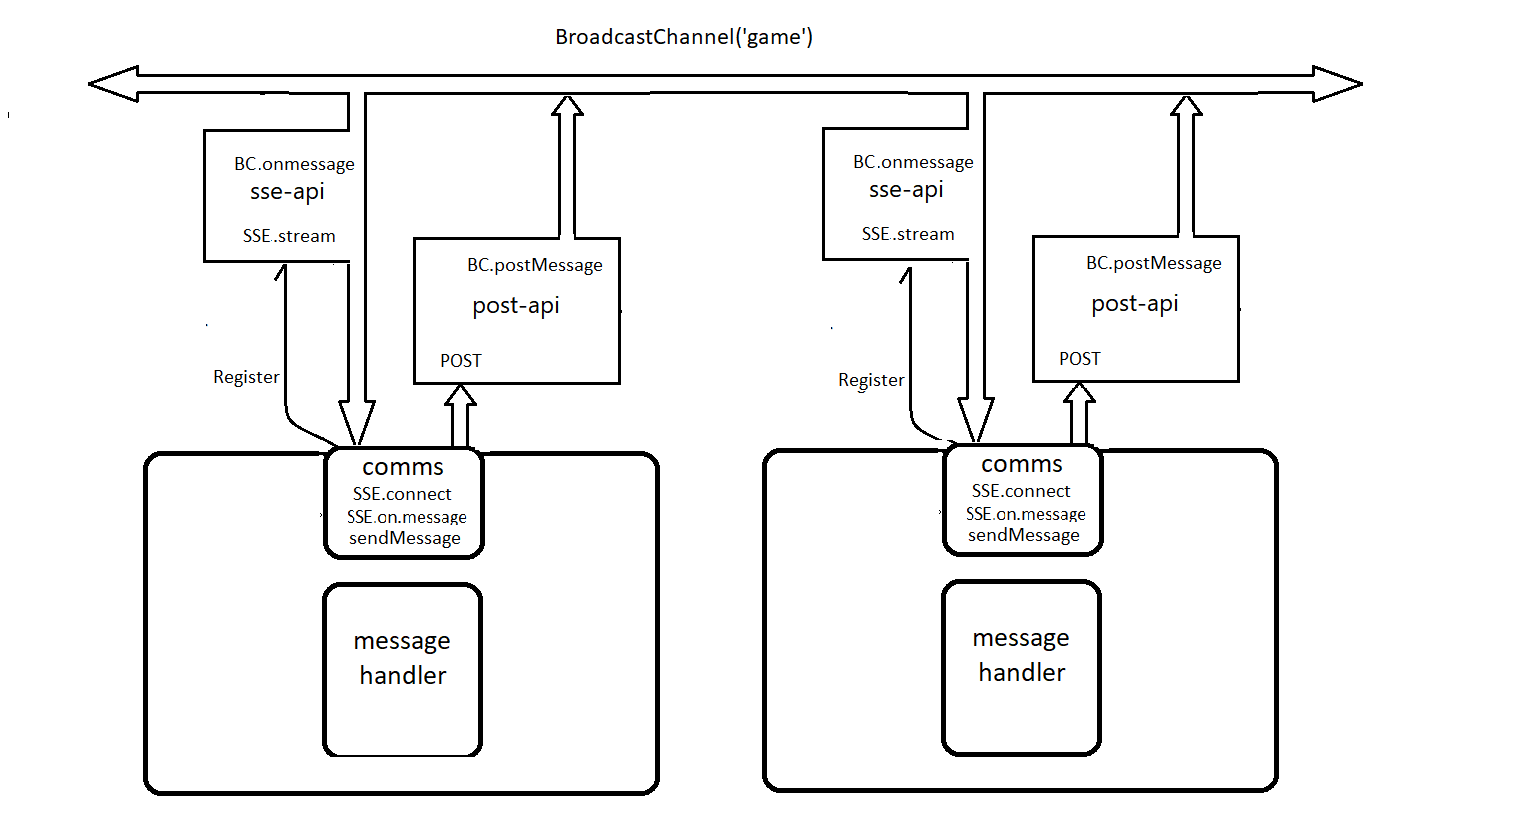 BroadcastChannel('game')
BC.onmessage
sse-api
SSE.stream
BC.postMessage
post-api
POST
Register
comms
SSE.connect
SSE.on.message
sendMessage
message
handler
BC.onmessage
sse-api
SSE.stream
BC.postMessage
post-api
POST
Register
comms
SSE.connect
SSE.on.message
sendMessage
message
handler